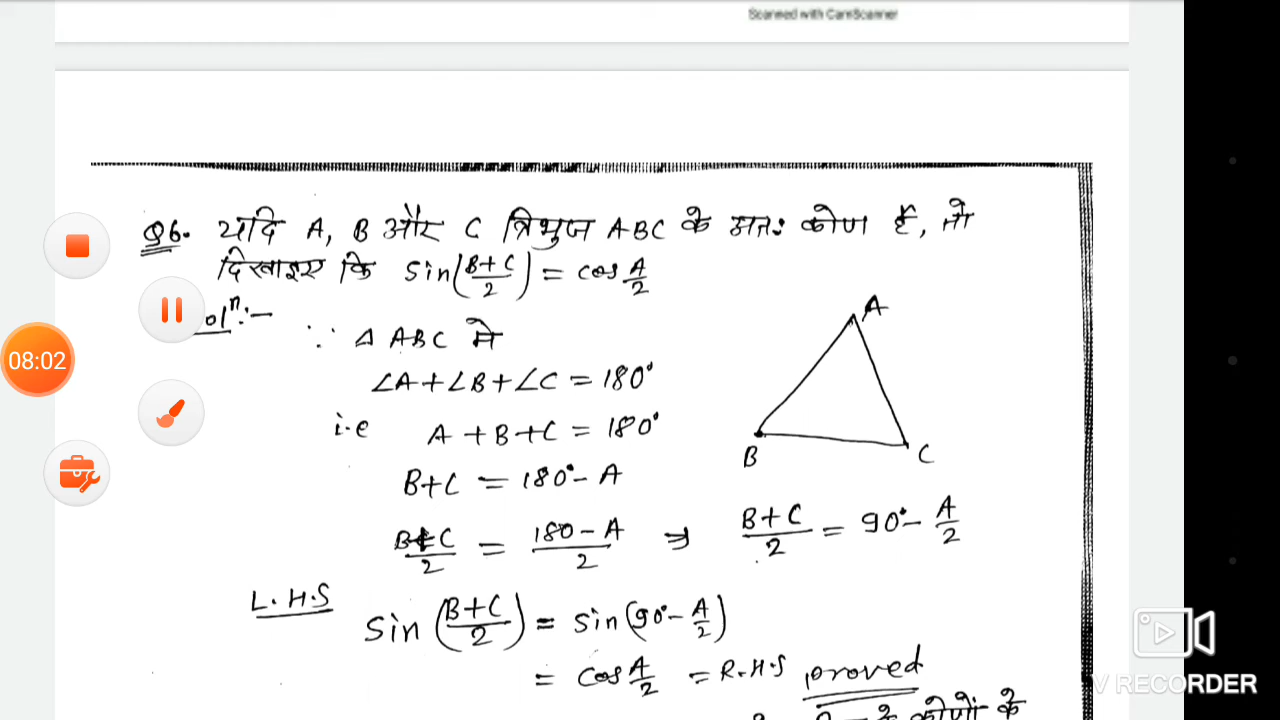 Scanned with CamScanner
Q6. यदि A, B और C त्रिभुज ABC के अन्तः कोण हैं, तो
दिखाइए कि sin(B+C/2) = cos A/2
Solⁿ:-
∵ △ ABC में
∠A+∠B+∠C = 180°
i.e A + B + C = 180°
B+C = 180° - A
B+C/2 = 180 - A/2 ⇒ B+C/2 = 90° - A/2
L.H.S
Sin (B+C/2) = sin(90° - A/2)
= cos A/2 = R.H.S proved
के कोणों के
A
B
C
08:02
V RECORDER